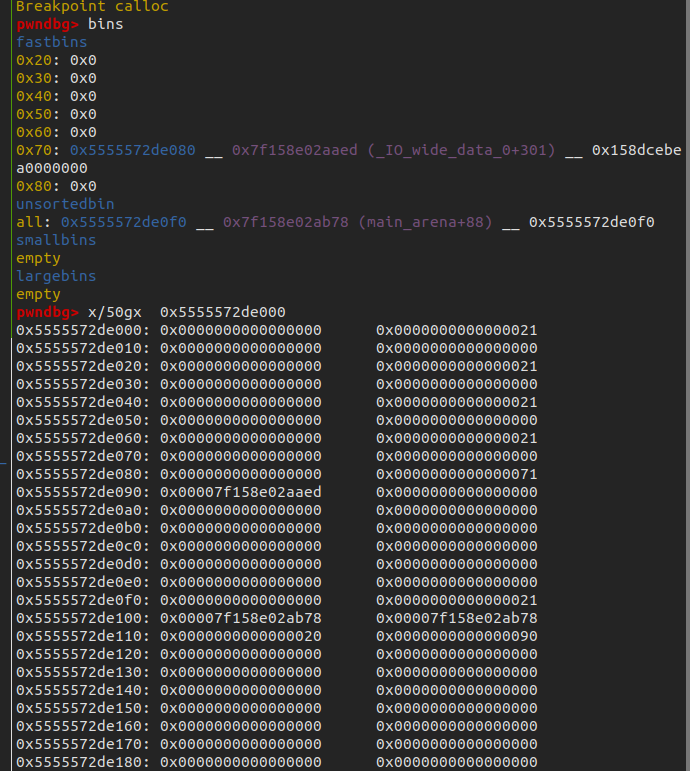 Breakpoint calloc
pwndbg> bins
fastbins
0x20: 0x0
0x30: 0x0
0x40: 0x0
0x50: 0x0
0x60: 0x0
0x70: 0x5555572de080 __ 0x7f158e02aaed (_IO_wide_data_0+301) __ 0x158dcebe
a0000000
0x80: 0x0
unsortedbin
all: 0x5555572de0f0 __ 0x7f158e02ab78 (main_arena+88) __ 0x5555572de0f0
smallbins
empty
largebins
empty
pwndbg> x/50gx  0x5555572de000
0x5555572de000: 0x0000000000000000 0x0000000000000021
0x5555572de010: 0x0000000000000000 0x0000000000000000
0x5555572de020: 0x0000000000000000 0x0000000000000021
0x5555572de030: 0x0000000000000000 0x0000000000000000
0x5555572de040: 0x0000000000000000 0x0000000000000021
0x5555572de050: 0x0000000000000000 0x0000000000000000
0x5555572de060: 0x0000000000000000 0x0000000000000021
0x5555572de070: 0x0000000000000000 0x0000000000000000
0x5555572de080: 0x0000000000000000 0x0000000000000071
0x5555572de090: 0x00007f158e02aaed 0x0000000000000000
0x5555572de0a0: 0x0000000000000000 0x0000000000000000
0x5555572de0b0: 0x0000000000000000 0x0000000000000000
0x5555572de0c0: 0x0000000000000000 0x0000000000000000
0x5555572de0d0: 0x0000000000000000 0x0000000000000000
0x5555572de0e0: 0x0000000000000000 0x0000000000000000
0x5555572de0f0: 0x0000000000000000 0x0000000000000021
0x5555572de100: 0x00007f158e02ab78 0x00007f158e02ab78
0x5555572de110: 0x0000000000000020 0x0000000000000090
0x5555572de120: 0x0000000000000000 0x0000000000000000
0x5555572de130: 0x0000000000000000 0x0000000000000000
0x5555572de140: 0x0000000000000000 0x0000000000000000
0x5555572de150: 0x0000000000000000 0x0000000000000000
0x5555572de160: 0x0000000000000000 0x0000000000000000
0x5555572de170: 0x0000000000000000 0x0000000000000000
0x5555572de180: 0x0000000000000000 0x0000000000000000